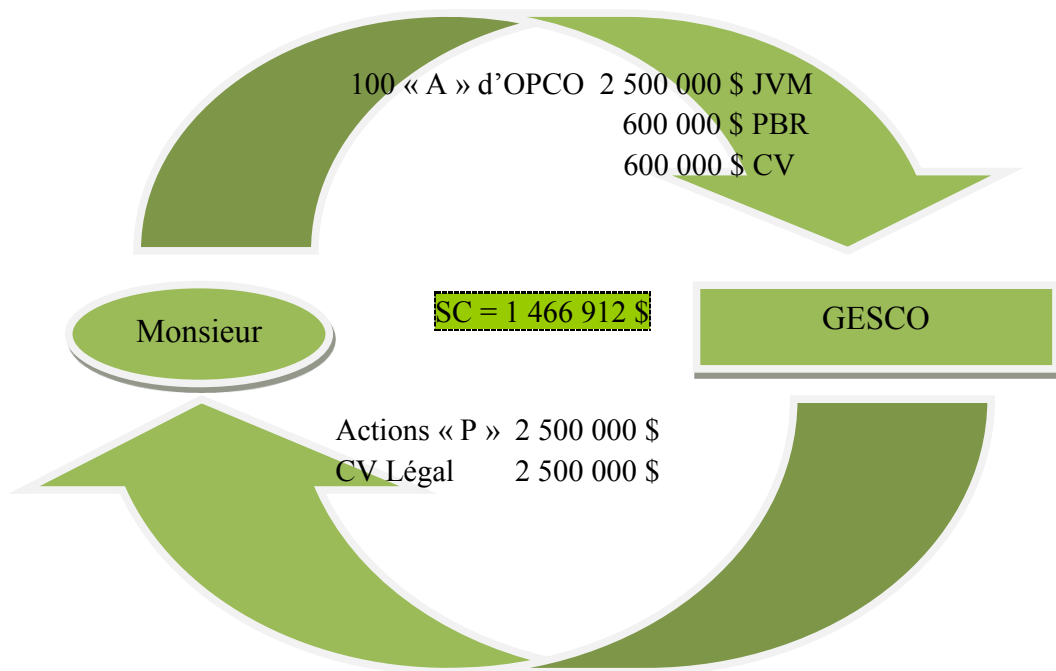 100 « A » d’OPCO 2 500 000 $ JVM
600 000 $ PBR
600 000 $ CV
Monsieur
SC = 1 466 912 $
GESCO
Actions « P » 2 500 000 $
CV Légal 2 500 000 $